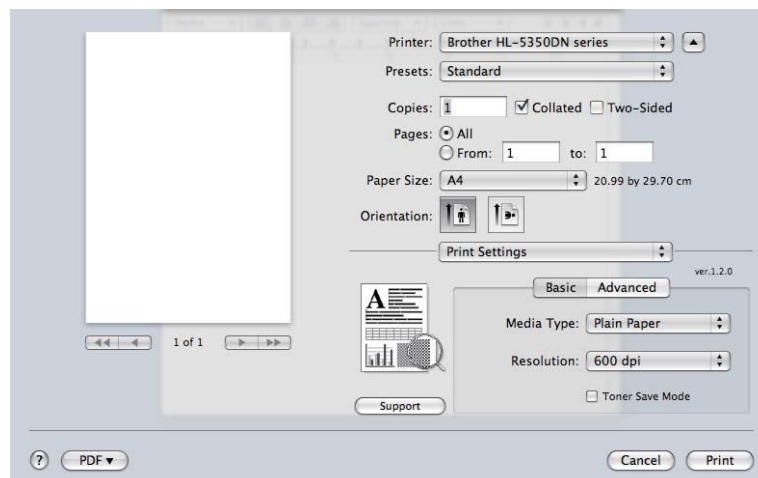 Printer: Brother HL-5350DN series
Presets: Standard
Copies: 1 Collated Two-Sided
Pages: All
From: 1 to: 1
Paper Size: A4 20.99 by 29.70 cm
Orientation:
Print Settings
ver.1.2.0
Basic Advanced
A
Media Type: Plain Paper
1 of 1
Resolution: 600 dpi
Toner Save Mode
Support
? PDF▼ Cancel Print